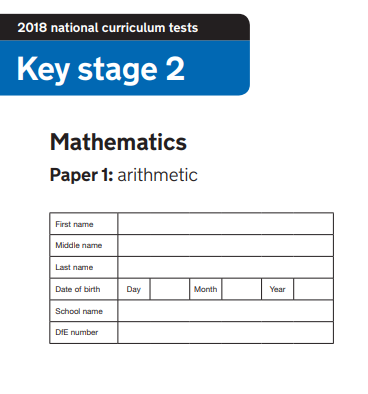 2018 national curriculum tests
Key stage 2
Mathematics
Paper 1: arithmetic
First name
Middle name
Last name
Date of birth Day Month Year
School name
DfE number